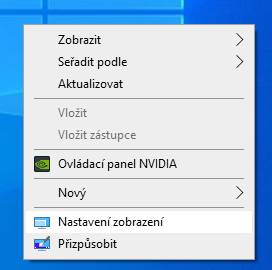 Zobrazit
Seřadit podle
Aktualizovat
Vložit
Vložit zástupce
Ovládací panel NVIDIA
Nový
Nastavení zobrazení
Přizpůsobit